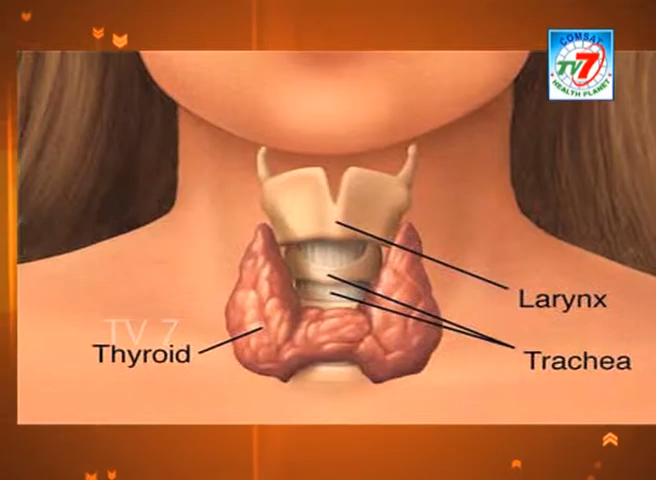 COMSAT
TV7
HEALTH PLANET
Larynx
TV 7
Thyroid
Trachea